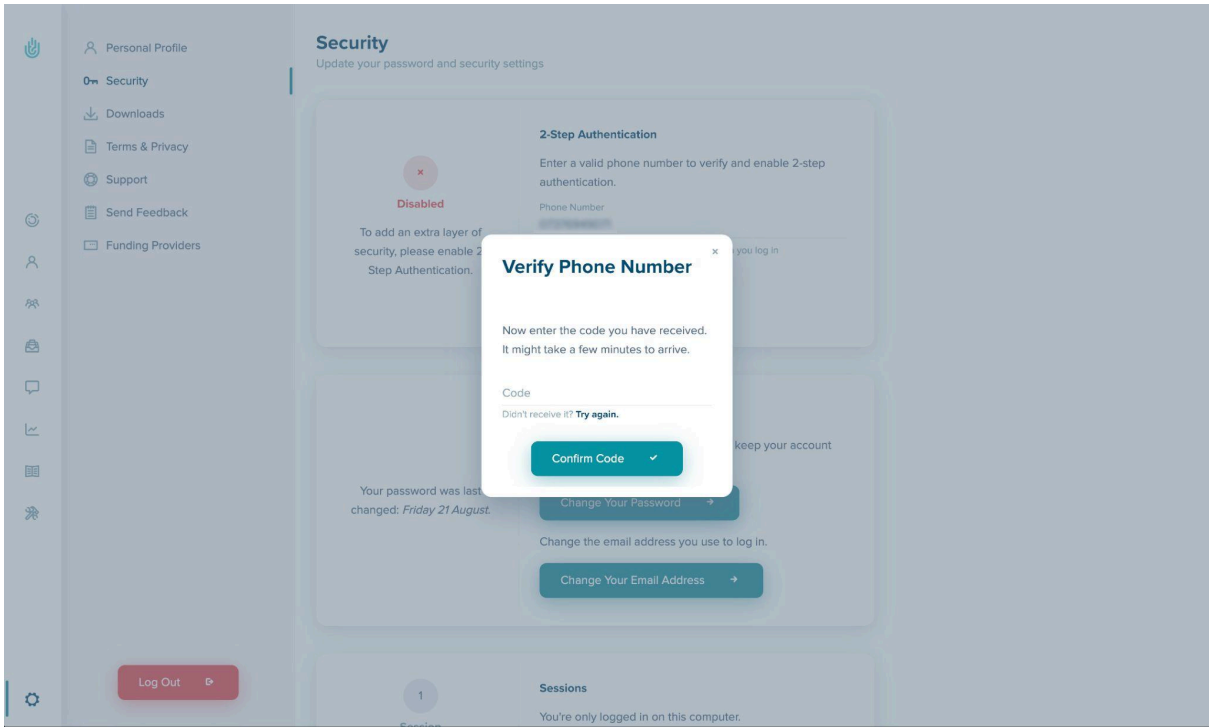 Personal Profile
Security
Downloads
Terms & Privacy
Support
Send Feedback
Funding Providers
Log Out
Security
Update your password and security settings
Disabled
To add an extra layer of
security, please enable 2
Step Authentication.
2-Step Authentication
Enter a valid phone number to verify and enable 2-step
authentication.
Phone Number
you log in
Verify Phone Number
Now enter the code you have received.
It might take a few minutes to arrive.
Code
Didn't receive it? Try again.
Confirm Code
Your password was last
changed: Friday 21 August.
keep your account
Change Your Password
Change the email address you use to log in.
Change Your Email Address
1
Session
Sessions
You're only logged in on this computer.